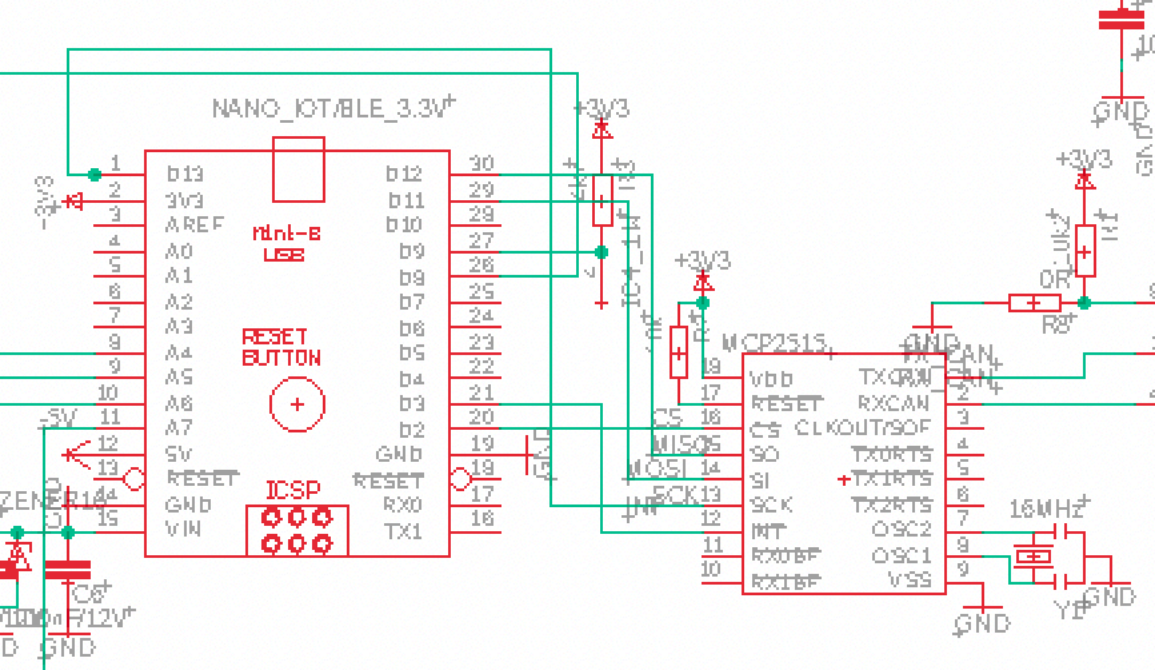 NANO_IOT/BLE_3.3V
+3V3
GND
+3V3
+3V3
1 D13 D12 30
2 3V3 D11 29
3 AREF D10 28
4 A0 D9 27
5 A1 D8 26
6 A2 D7 25
7 A3 D6 24
8 A4 D5 23
9 A5 D4 22
10 A6 D3 21
11 A7 D2 20
12 5V GND 19
13 RESET RESET 18
14 GND RX0 17
15 VIN TX1 16
Mini-B
USB
RESET
BUTTON
ICSP
GND
0R
R8
MCP2515
GND
18 VDD
17 RESET RXCAN 2
16 CS CLKOUT/SOF 3
15 SO TX0RTS 4
14 SI TX1RTS 5
13 SCK TX2RTS 6
12 INT OSC2 7
11 RX0BF OSC1 8
10 RX1BF VSS 9
CS
MISO
MOSI
SCK
INT
16MHz
Y1
GND
GND
C6
GND